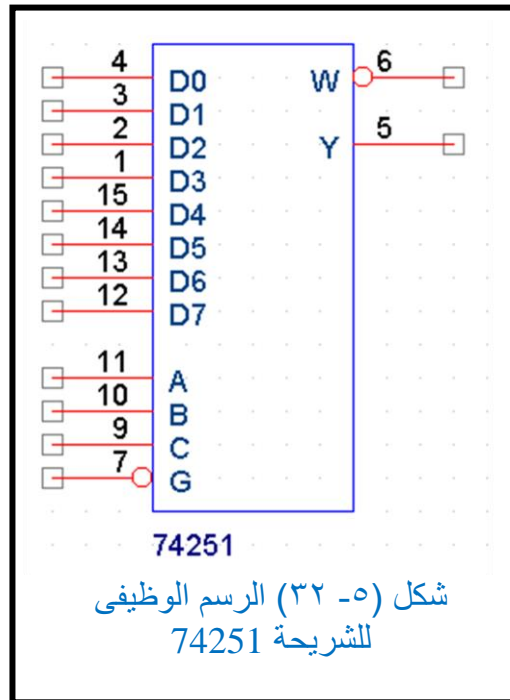 4 D0 W 6
3 D1
2 D2 Y 5
1 D3
15 D4
14 D5
13 D6
12 D7
11 A
10 B
9 C
7 G
74251
شكل (٥- ٣٢) الرسم الوظيفى
للشريحة 74251